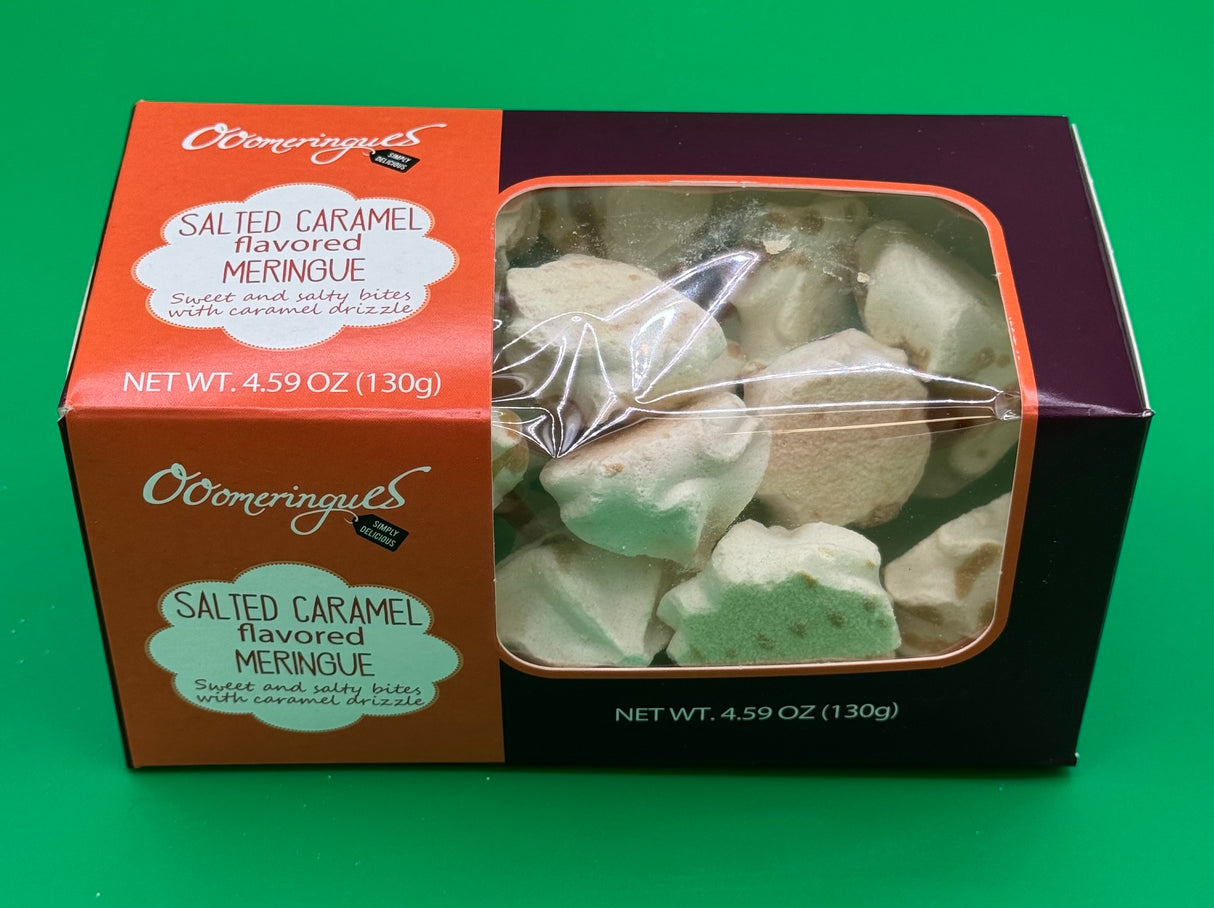 Ooomeringues
SIMPLY
DELICIOUS
SALTED CARAMEL
flavored
MERINGUE
Sweet and salty bites
with caramel drizzle
NET WT. 4.59 OZ (130g)
Ooomeringues
SIMPLY
DELICIOUS
SALTED CARAMEL
flavored
MERINGUE
Sweet and salty bites
with caramel drizzle
NET WT. 4.59 OZ (130g)